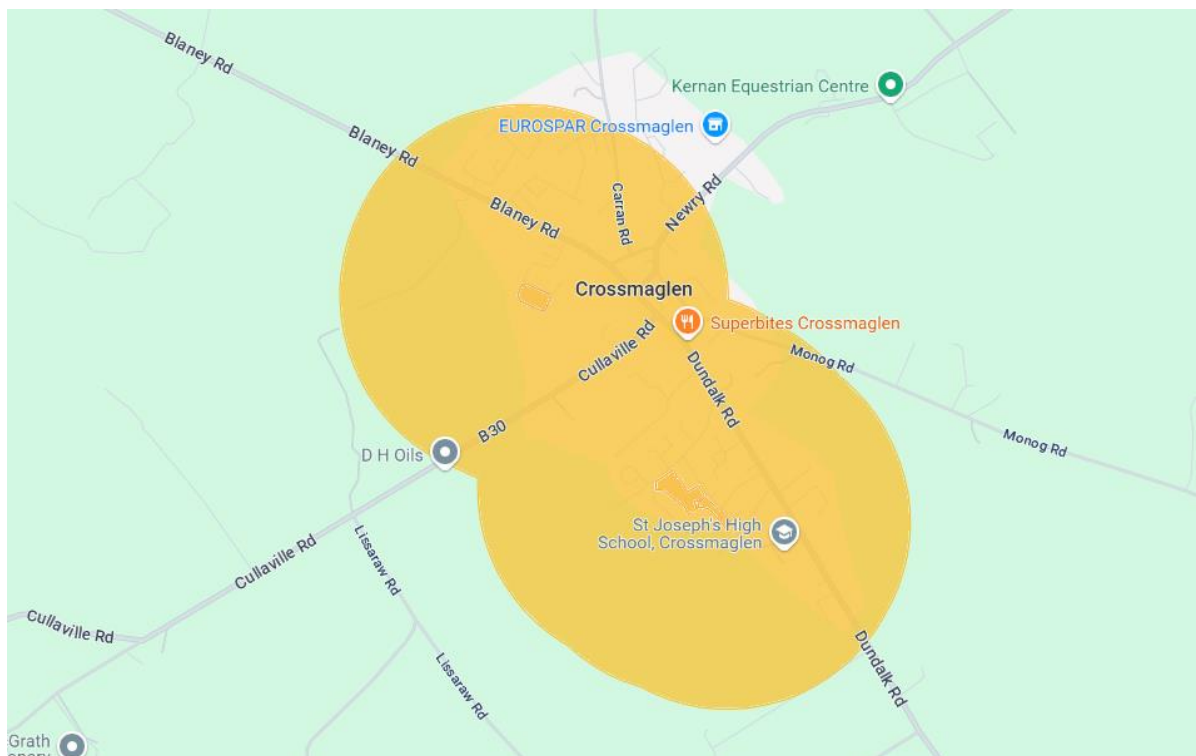 Blaney Rd
Kernan Equestrian Centre
EUROSPAR Crossmaglen
Blaney Rd
Newry Rd
Carran Rd
Blaney Rd
Crossmaglen
Superbites Crossmaglen
Cullaville Rd
Monog Rd
Dundalk Rd
B30
Monog Rd
D H Oils
St Joseph's High
School, Crossmaglen
Lissaraw Rd
Cullaville Rd
Cullaville Rd
Dundalk Rd
Lissaraw Rd
Grath